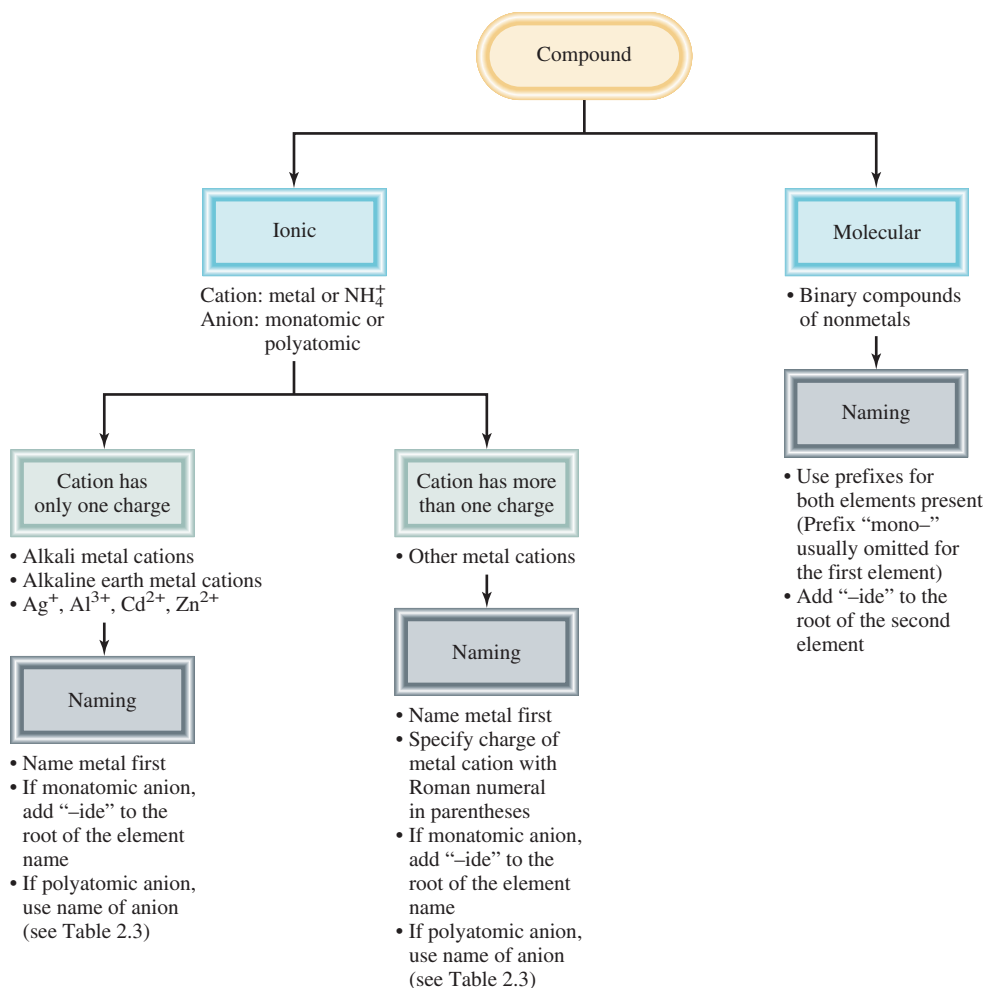 Compound
Ionic
Cation: metal or NH₄⁺
Anion: monatomic or
polyatomic
Cation has
only one charge
• Alkali metal cations
• Alkaline earth metal cations
• Ag⁺, Al³⁺, Cd²⁺, Zn²⁺
Naming
• Name metal first
• If monatomic anion,
add “–ide” to the
root of the element
name
• If polyatomic anion,
use name of anion
(see Table 2.3)
Cation has more
than one charge
• Other metal cations
Naming
• Name metal first
• Specify charge of
metal cation with
Roman numeral
in parentheses
• If monatomic anion,
add “–ide” to the
root of the element
name
• If polyatomic anion,
use name of anion
(see Table 2.3)
Molecular
• Binary compounds
of nonmetals
Naming
• Use prefixes for
both elements present
(Prefix “mono–”
usually omitted for
the first element)
• Add “–ide” to the
root of the second
element